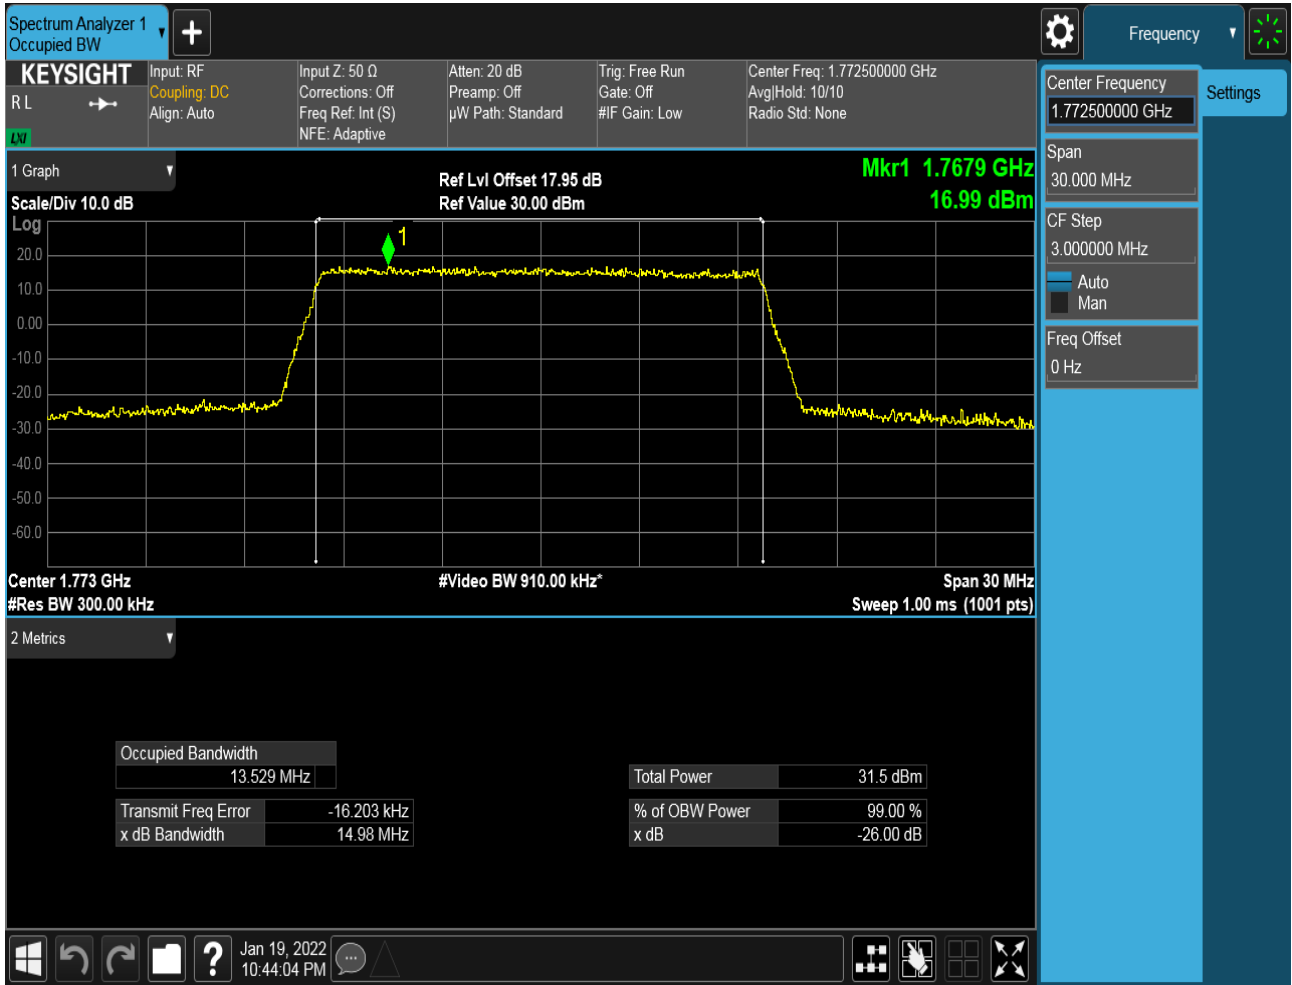 Spectrum Analyzer 1
Occupied BW
Frequency
KEYSIGHT
R L
LXI
Input: RF
Coupling: DC
Align: Auto
Input Z: 50 Ω
Corrections: Off
Freq Ref: Int (S)
NFE: Adaptive
Atten: 20 dB
Preamp: Off
µW Path: Standard
Trig: Free Run
Gate: Off
#IF Gain: Low
Center Freq: 1.772500000 GHz
Avg|Hold: 10/10
Radio Std: None
Center Frequency
1.772500000 GHz
Settings
Span
30.000 MHz
CF Step
3.000000 MHz
Auto
Man
Freq Offset
0 Hz
1 Graph
Scale/Div 10.0 dB
Ref Lvl Offset 17.95 dB
Ref Value 30.00 dBm
Mkr1 1.7679 GHz
16.99 dBm
Log
1
20.0
10.0
0.00
-10.0
-20.0
-30.0
-40.0
-50.0
-60.0
Center 1.773 GHz
#Video BW 910.00 kHz*
Span 30 MHz
#Res BW 300.00 kHz
Sweep 1.00 ms (1001 pts)
2 Metrics
Occupied Bandwidth
13.529 MHz
Total Power 31.5 dBm
Transmit Freq Error -16.203 kHz
% of OBW Power 99.00 %
x dB Bandwidth 14.98 MHz
x dB -26.00 dB
?
Jan 19, 2022
10:44:04 PM